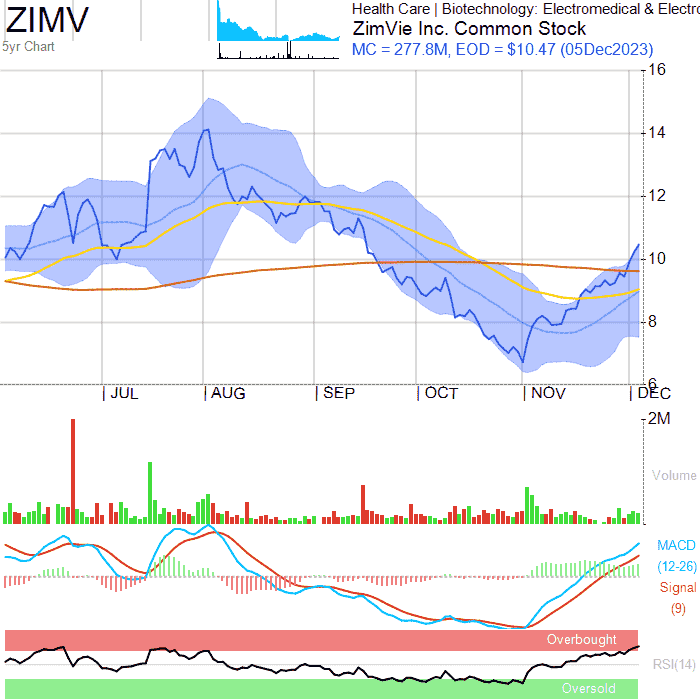 ZIMV
5yr Chart
Health Care | Biotechnology: Electromedical & Electro
ZimVie Inc. Common Stock
MC = 277.8M, EOD = $10.47 (05Dec2023)
16
14
12
10
8
6
JUL
AUG
SEP
OCT
NOV
DEC
2M
Volume
MACD
(12-26)
Signal
(9)
Overbought
RSI(14)
Oversold